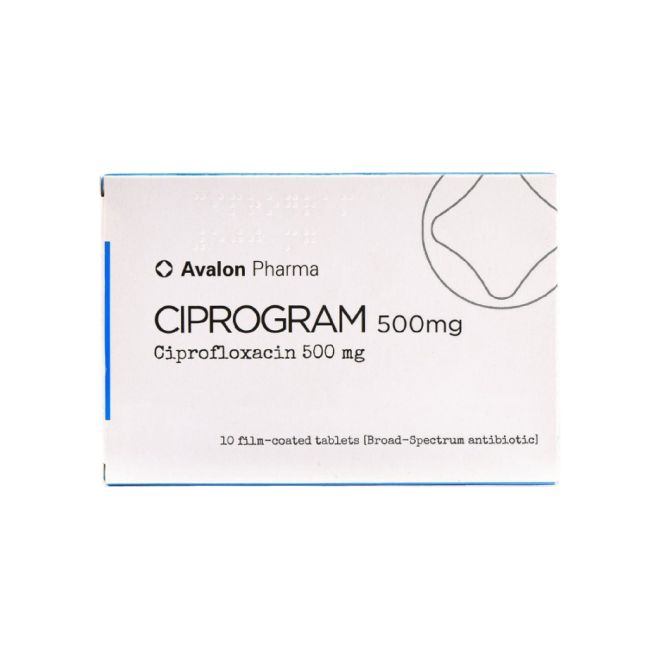 Avalon Pharma
CIPROGRAM 500mg
Ciprofloxacin 500 mg
10 film-coated tablets [Broad-Spectrum antibiotic]